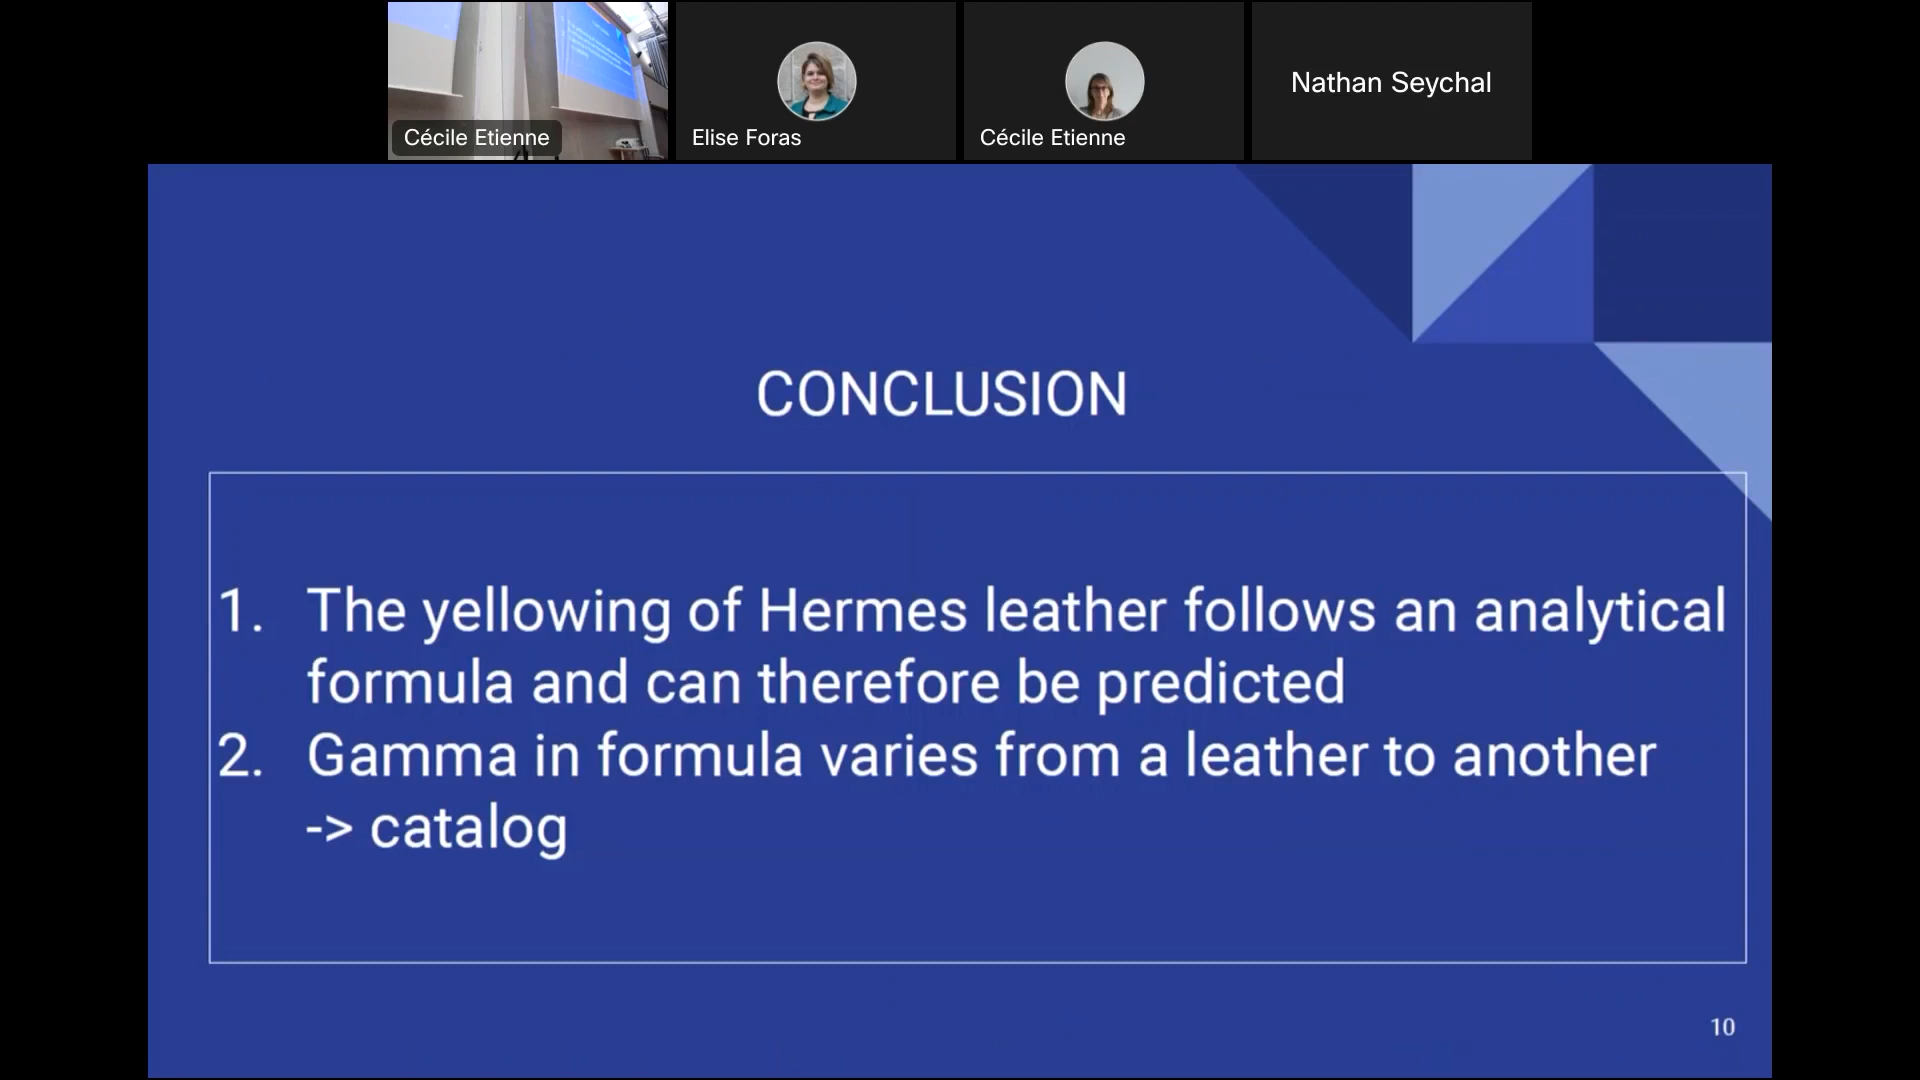 Cécile Etienne
Elise Foras
Cécile Etienne
Nathan Seychal
CONCLUSION
1. The yellowing of Hermes leather follows an analytical
formula and can therefore be predicted
2. Gamma in formula varies from a leather to another
-> catalog
10